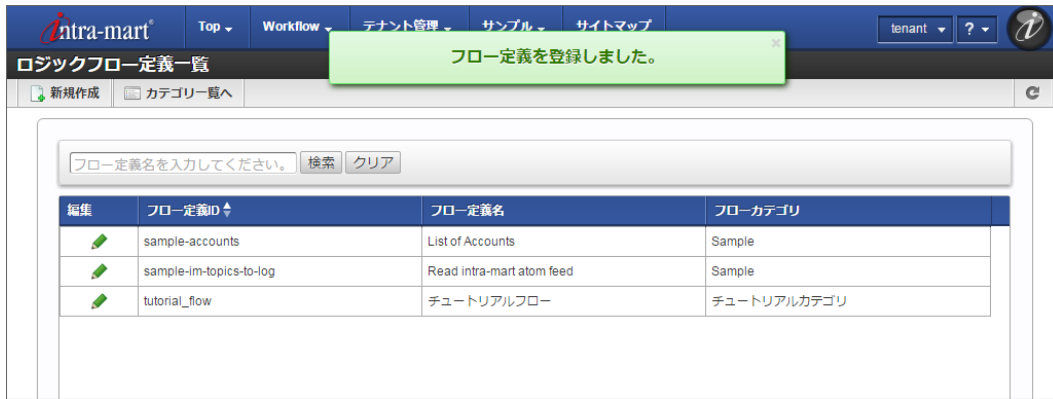 intra-mart Top Workflow テナント管理 サンプル サイトマップ tenant ?
フロー定義を登録しました。 ×
ロジックフロー定義一覧
新規作成 カテゴリ一覧へ
フロー定義名を入力してください。 検索 クリア
編集 フロー定義ID フロー定義名 フローカテゴリ
sample-accounts List of Accounts Sample
sample-im-topics-to-log Read intra-mart atom feed Sample
tutorial_flow チュートリアルフロー チュートリアルカテゴリ